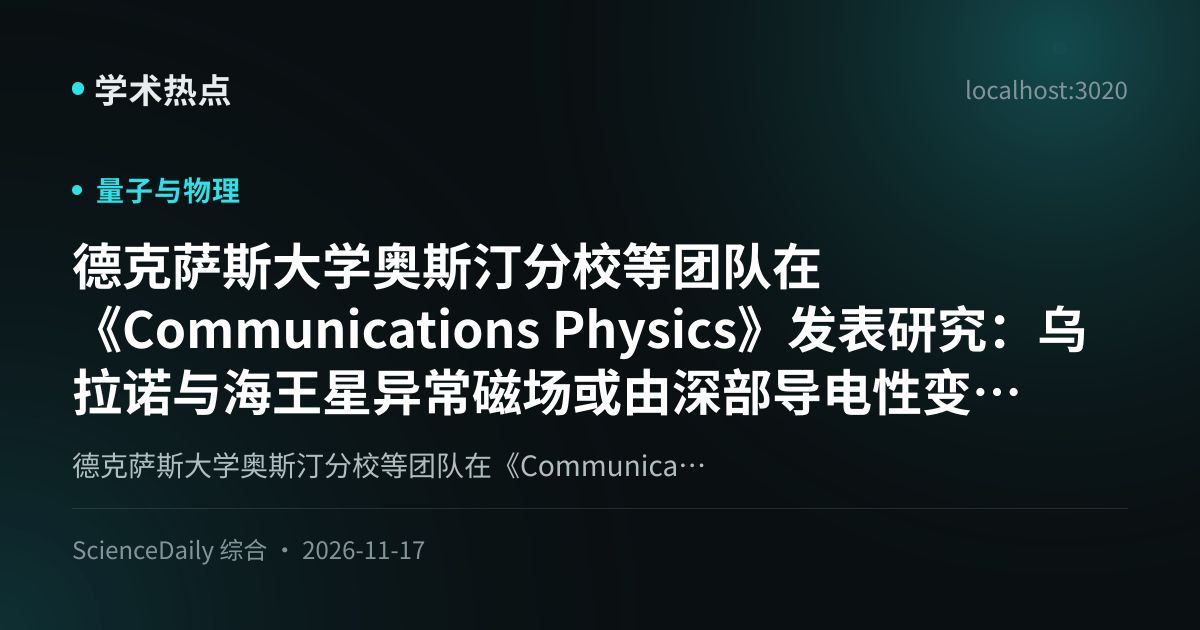 学术热点
localhost:3020
量子与物理
德克萨斯大学奥斯汀分校等团队在
《Communications Physics》发表研究：乌
拉诺与海王星异常磁场或由深部导电性变…
德克萨斯大学奥斯汀分校等团队在《Communica…
ScienceDaily 综合 · 2026-11-17